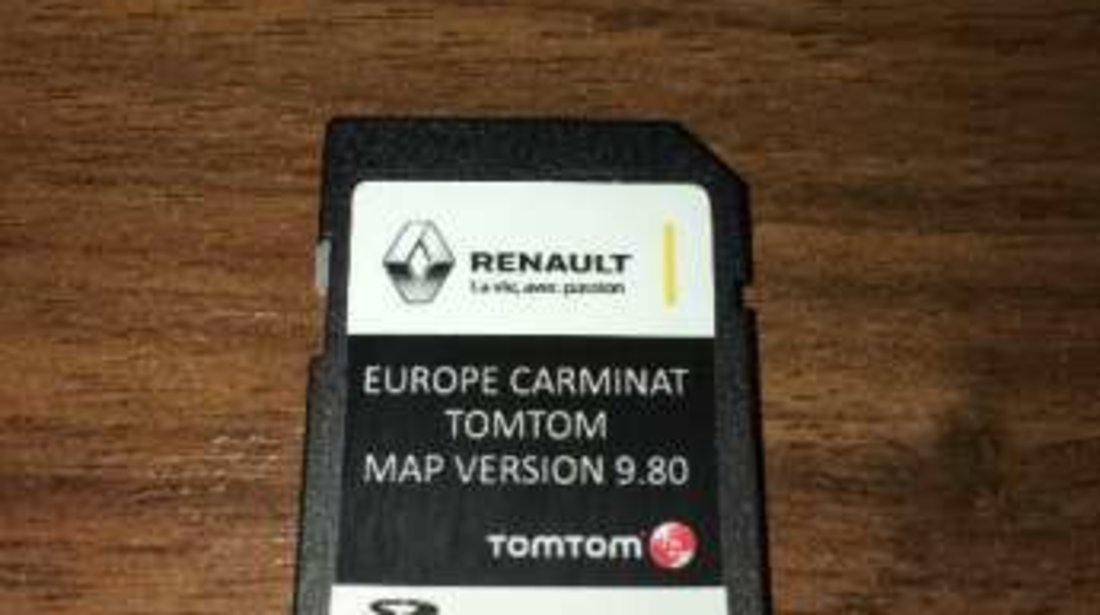 RENAULT
La vie, avec passion
EUROPE CARMINAT
TOMTOM
MAP VERSION 9.80
TOMTOM